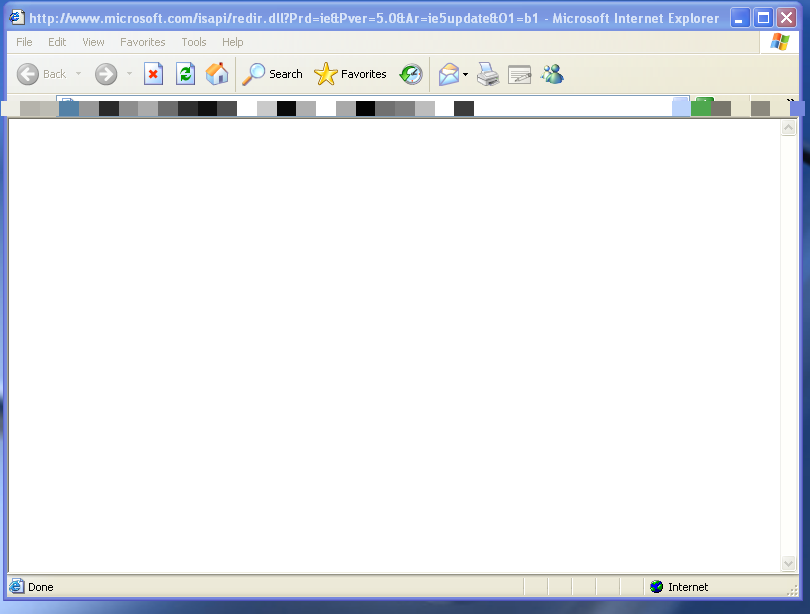 http://www.microsoft.com/isapi/redir.dll?Prd=ie&Pver=5.0&Ar=ie5update&O1=b1 - Microsoft Internet Explorer
File Edit View Favorites Tools Help
Back Search Favorites
Done Internet